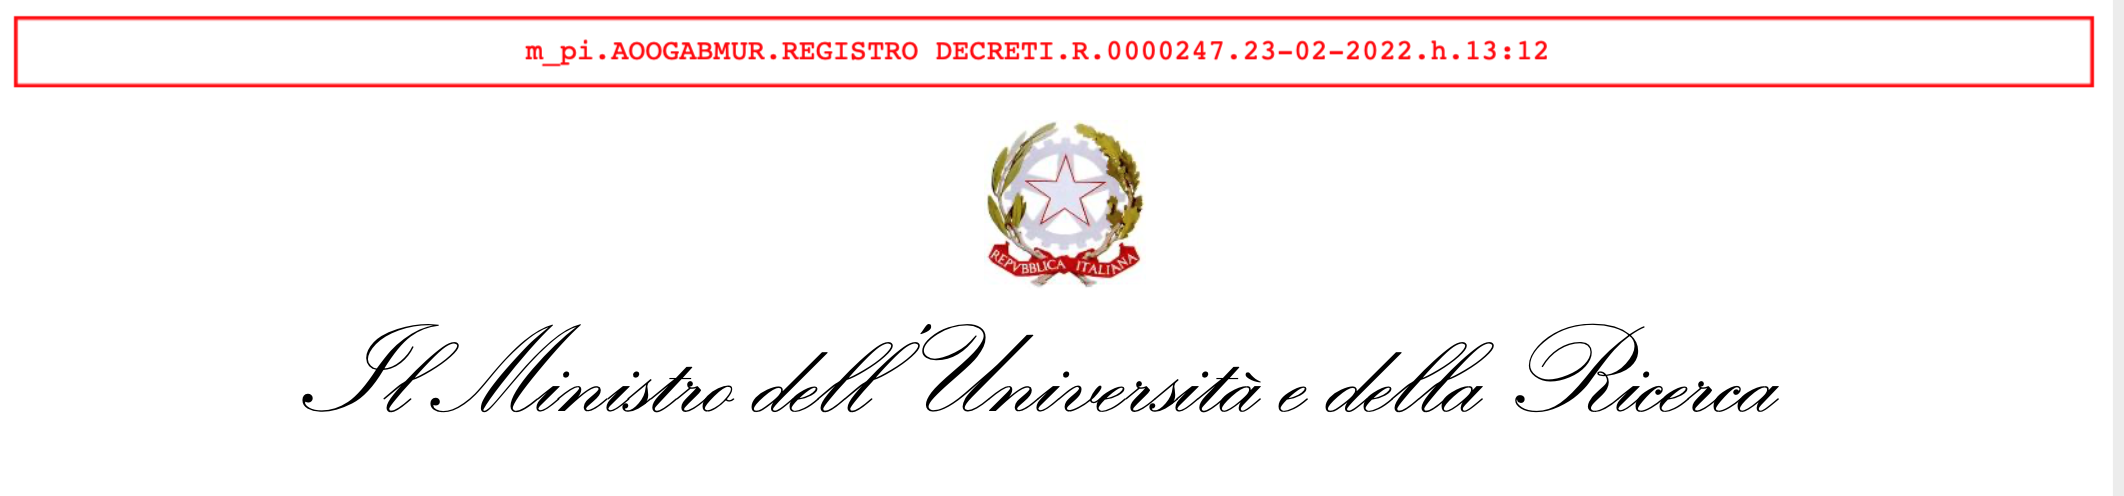 m_pi.AOOGABMUR.REGISTRO DECRETI.R.0000247.23-02-2022.h.13:12
REPVBBLICA ITALIANA
Il Ministro dell'Università e della Ricerca